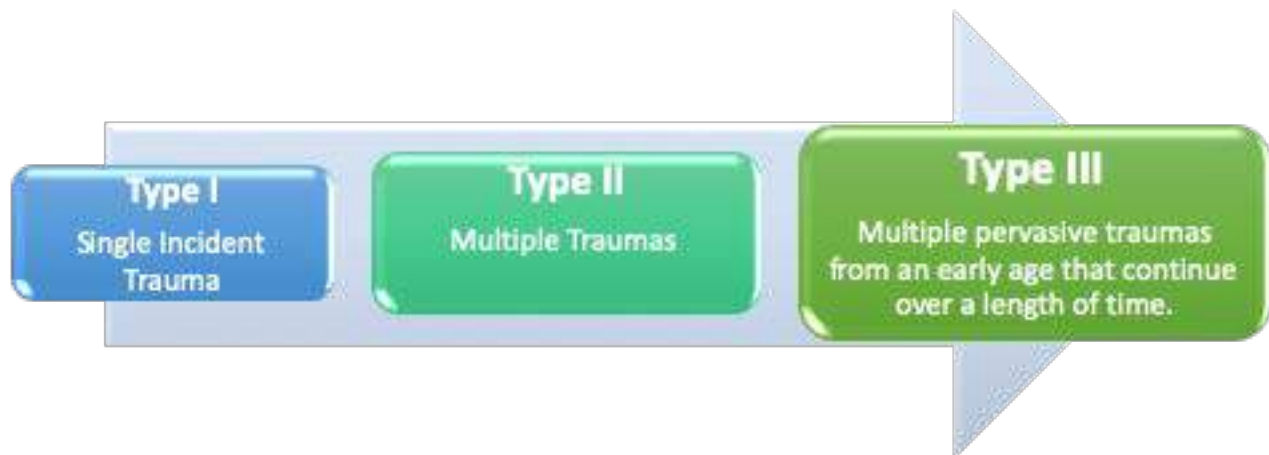 Type I
Single Incident
Trauma
Type II
Multiple Traumas
Type III
Multiple pervasive traumas
from an early age that continue
over a length of time.